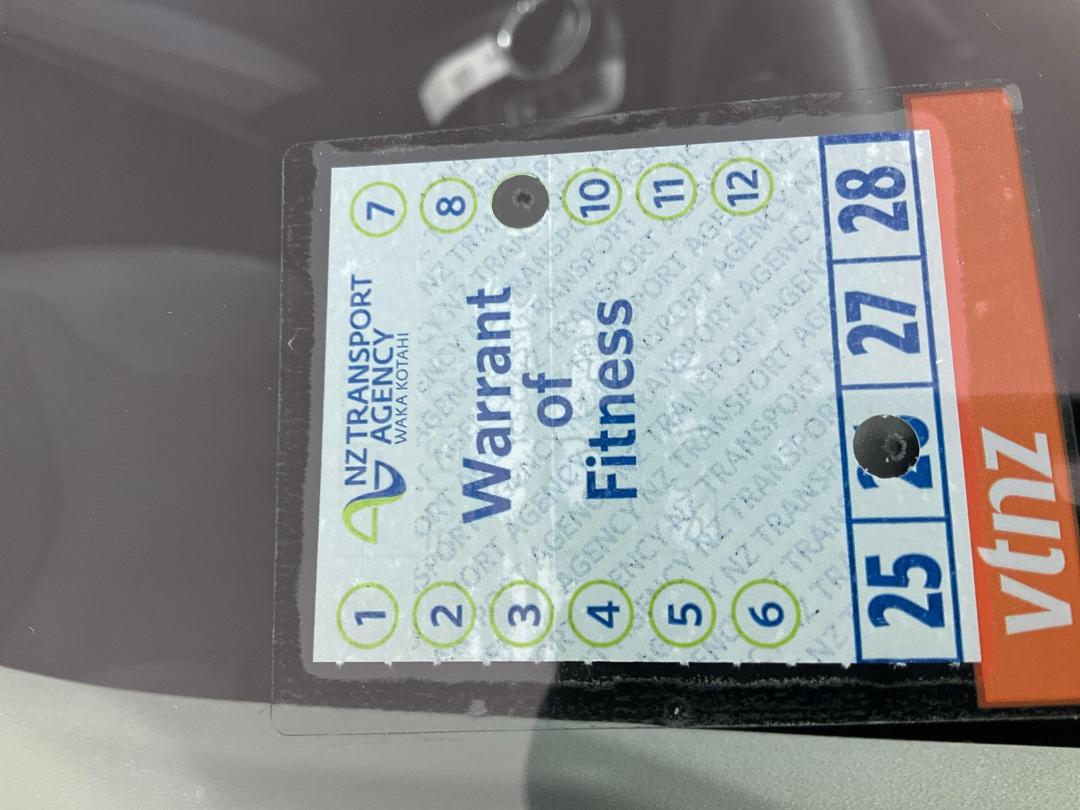 NZ TRANSPORT
AGENCY
WAKA KOTAHI
1
7
2
Warrant
8
3
of
4
Fitness
10
5
11
6
12
25
27
28
vtnz